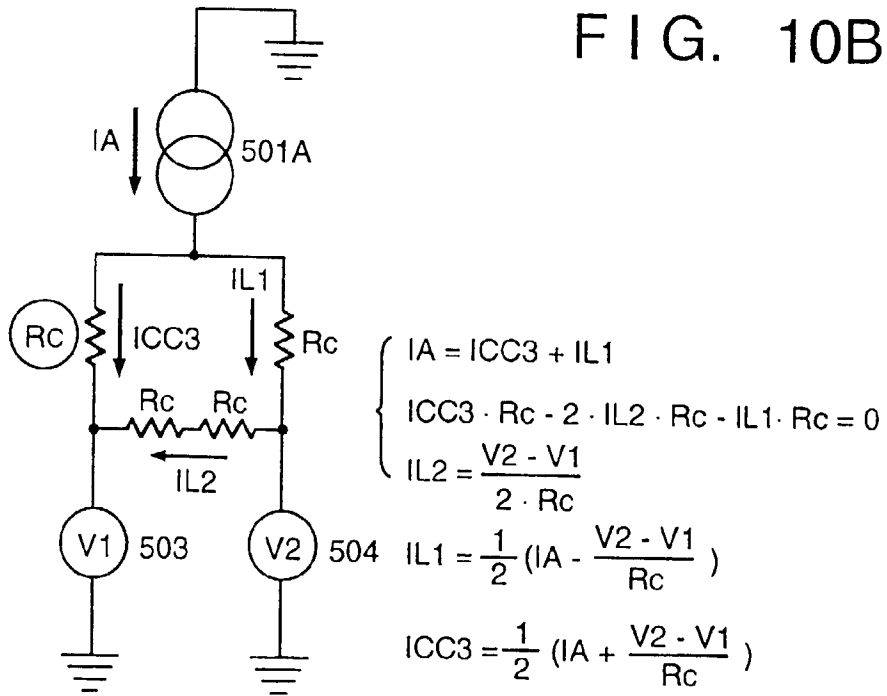 FIG. 10B
IA
501A
IL1
Rc
ICC3
Rc
Rc Rc
IL2
V1 503
V2 504
IA = ICC3 + IL1
ICC3 · Rc - 2 · IL2 · Rc - IL1 · Rc = 0
IL2 = V2 - V1 / 2 · Rc
IL1 = 1/2 (IA - V2 - V1 / Rc )
ICC3 = 1/2 (IA + V2 - V1 / Rc )